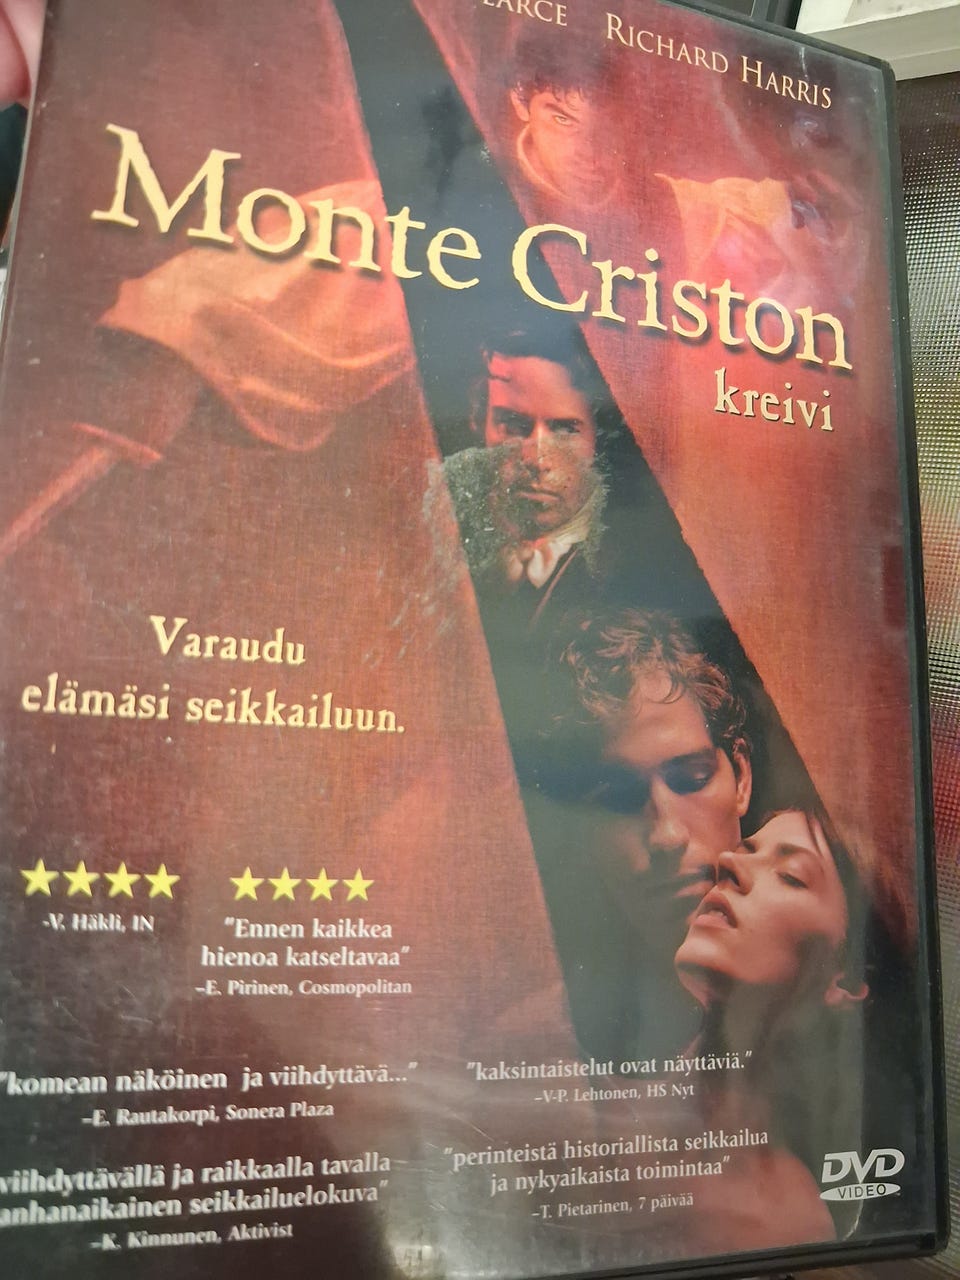 EARCE RICHARD HARRIS
Monte Criston
kreivi
Varaudu
elämäsi seikkailuun.
-V. Häkli, IN
"Ennen kaikkea
hienoa katseltavaa"
-E. Pirinen, Cosmopolitan
"komean näköinen ja viihdyttävä..."
-E. Rautakorpi, Sonera Plaza
"kaksintaistelut ovat näyttäviä."
-V-P. Lehtonen, HS Nyt
viihdyttävällä ja raikkaalla tavalla
anhanaikainen seikkailuelokuva"
-K. Kinnunen, Aktivist
"perinteistä historiallista seikkailua
ja nykyaikaista toimintaa"
-T. Pietarinen, 7 päivää
DVD
VIDEO